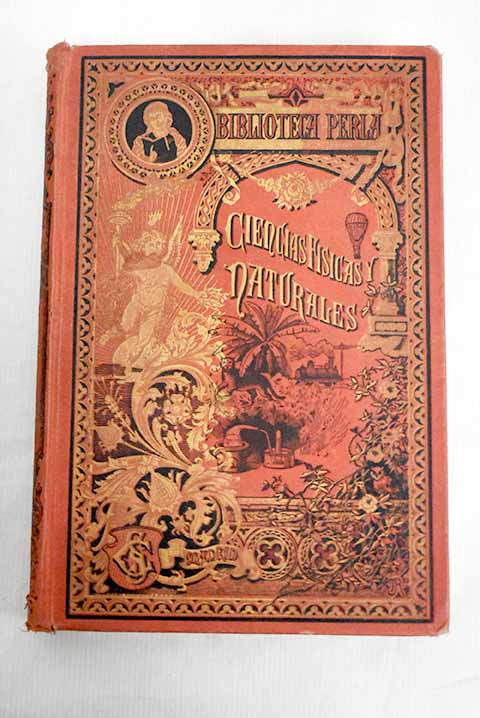 BIBLIOTECA PERLA
CIENCIAS FÍSICAS Y
NATURALES
MADRID